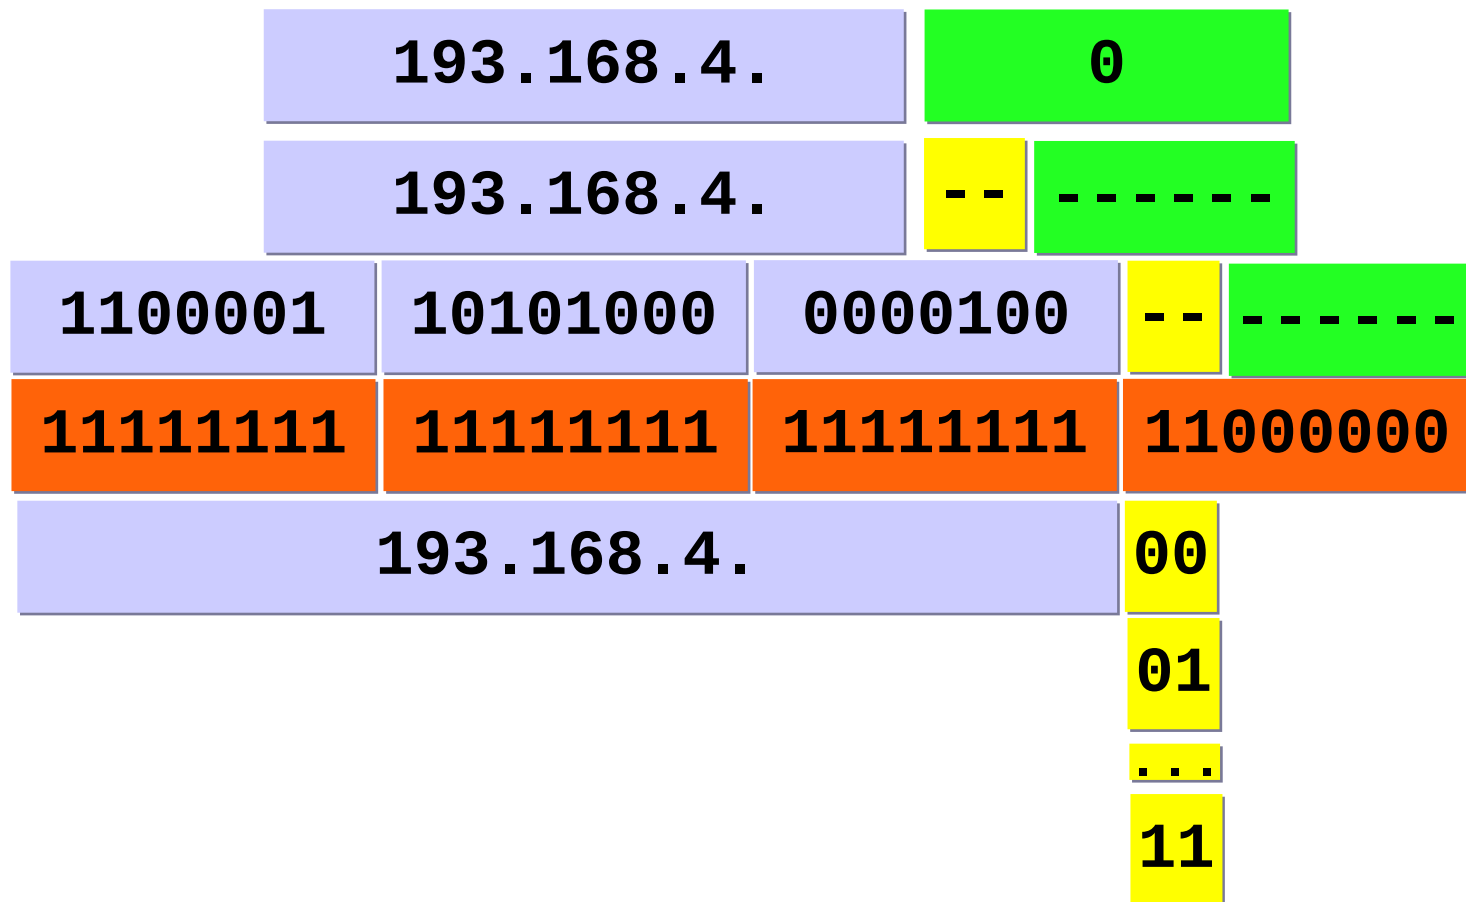 193.168.4. 0
193.168.4. -- ------
1100001 10101000 0000100 -- ------
11111111 11111111 11111111 11000000
193.168.4. 00
01
...
11